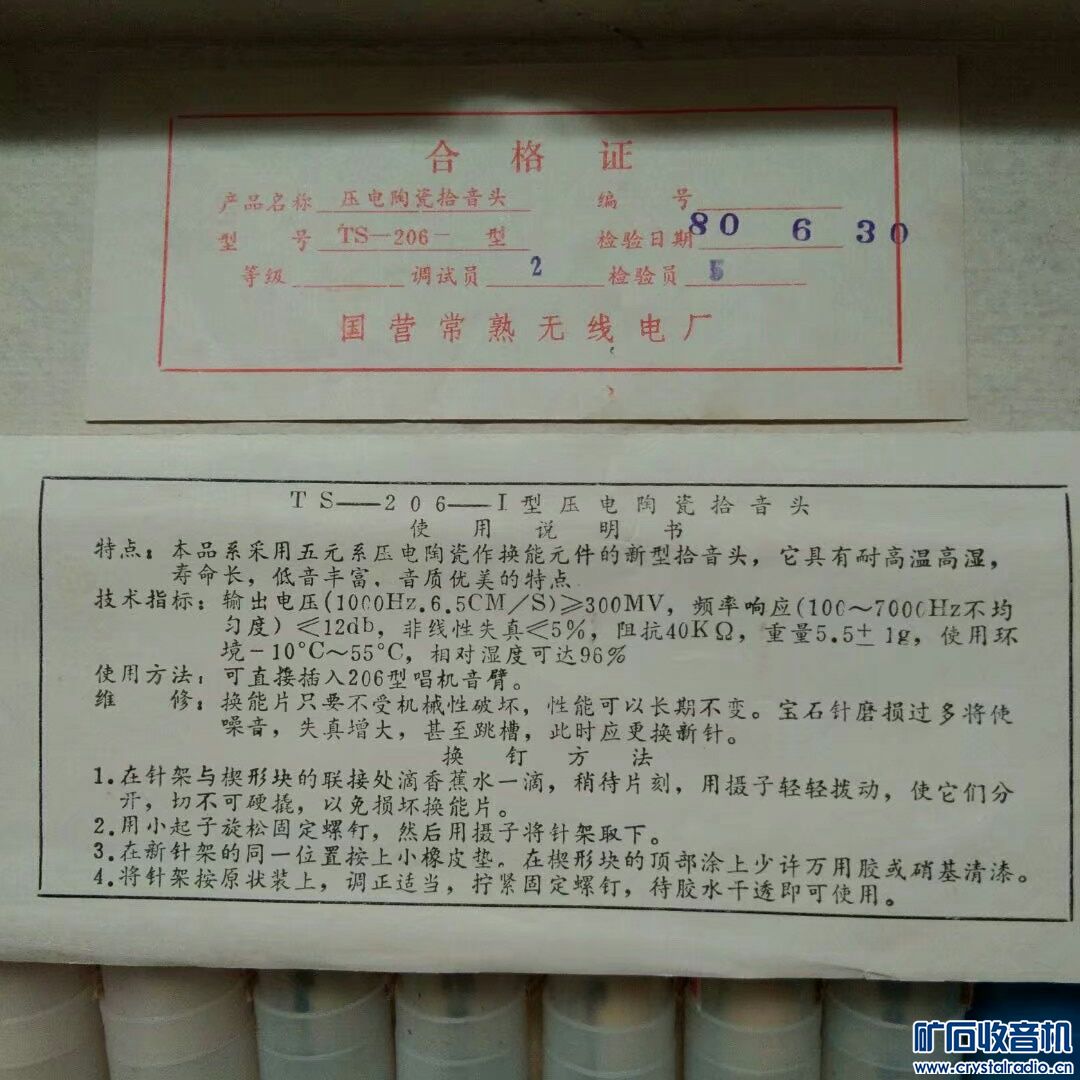 合格证
产品名称 压电陶瓷拾音头 编 号
型 号 TS—206— 型 检验日期 80 6 30
等级 调试员 2 检验员 5
国营常熟无线电厂
TS—206—I型压电陶瓷拾音头
使用说明书
特点：本品系采用五元系压电陶瓷作换能元件的新型拾音头，它具有耐高温高湿，
寿命长，低音丰富．音质优美的特点
技术指标：输出电压(1000Hz.6.5CM/S)≥300MV，频率响应(100～7000Hz不均
匀度）≤12db，非线性失真≤5%，阻抗40KΩ，重量5.5±1g，使用环
境－10°C～55°C，相对湿度可达96%
使用方法：可直接插入206型唱机音臂。
维 修：换能片只要不受机械性破坏，性能可以长期不变。宝石针磨损过多将使
噪音，失真增大，甚至跳槽，此时应更换新针。
换钉方法
1.在针架与楔形块的联接处滴香蕉水一滴，稍待片刻，用摄子轻轻拨动，使它们分
开，切不可硬撬，以免损坏换能片。
2.用小起子旋松固定螺钉，然后用摄子将针架取下。
3.在新针架的同一位置按上小橡皮垫。在楔形块的顶部涂上少许万用胶或硝基清漆。
4.将针架按原状装上，调正适当，拧紧固定螺钉，待胶水干透即可使用。
矿石收音机
www.crystalradio.cn